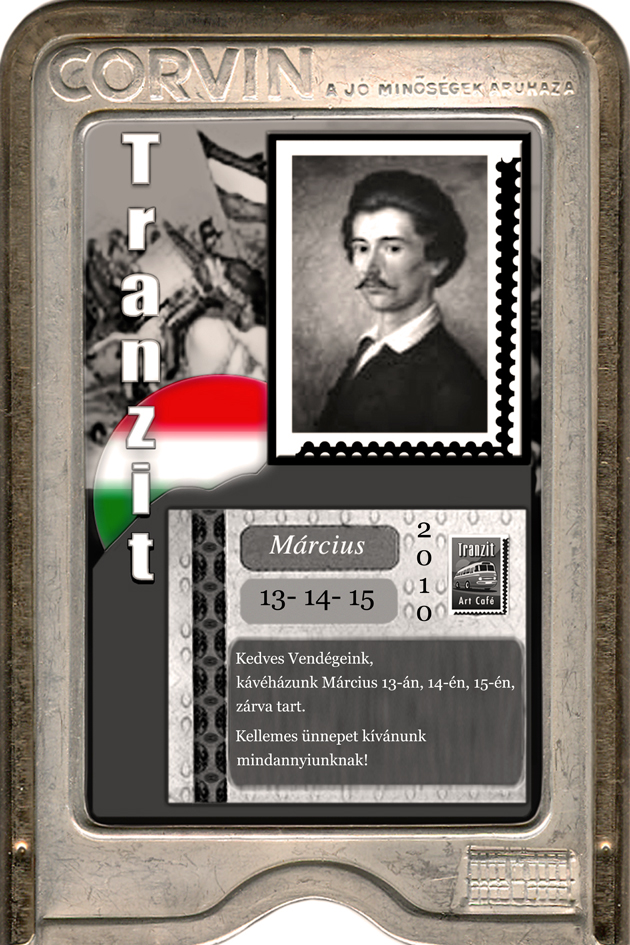 CORVIN
A JÓ MINŐSÉGEK ÁRUHÁZA
Tranzit
Március
13- 14- 15
2010
Tranzit
Art Café
Kedves Vendégeink,
kávéházunk Március 13-án, 14-én, 15-én,
zárva tart.
Kellemes ünnepet kívánunk
mindannyiunknak!